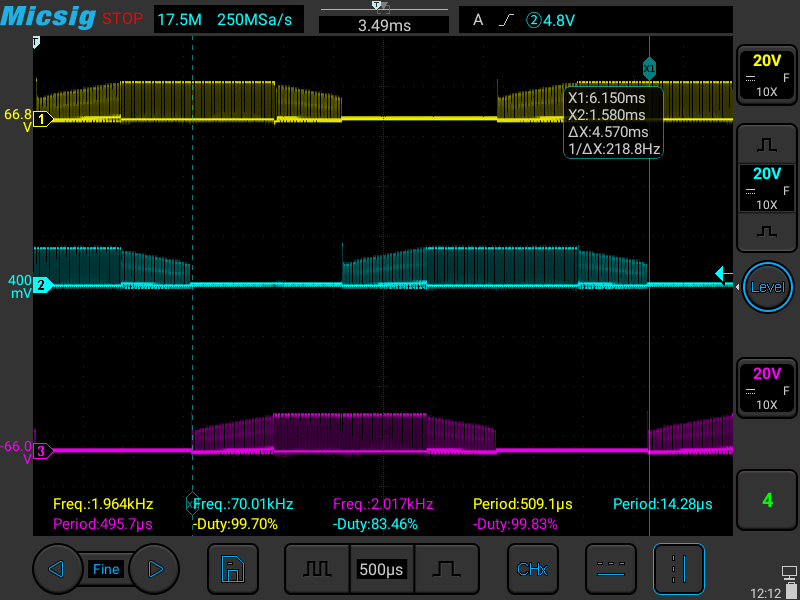 Micsig STOP 17.5M 250MSa/s 3.49ms A 2 4.8V
T
T
X1
20V
F
10X
66.8
V
1
X1:6.150ms
X2:1.580ms
ΔX:4.570ms
1/ΔX:218.8Hz
20V
F
10X
400
mV
2
Level
20V
F
10X
-66.0
V
3
Freq.:1.964kHz Freq.:70.01kHz Freq.:2.017kHz Period:509.1µs Period:14.28µs
Period:495.7µs -Duty:99.70% -Duty:83.46% -Duty:99.83%
4
Fine 500µs CHx
12:12